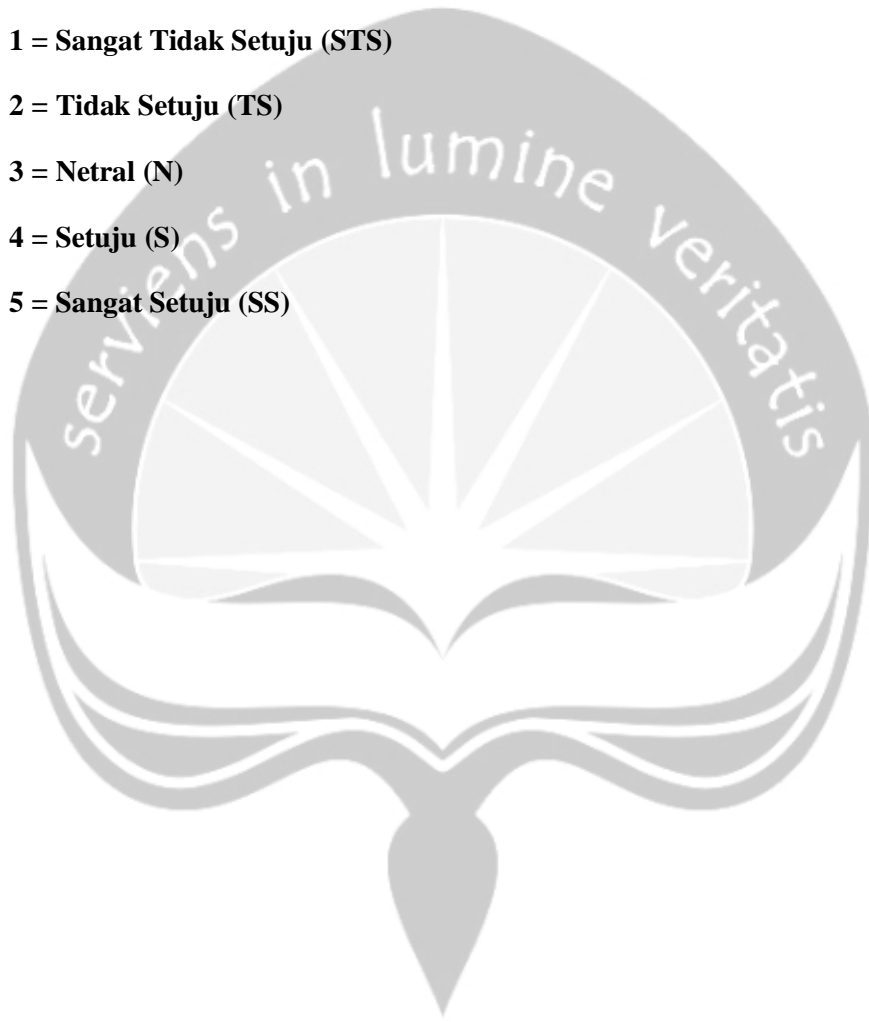 1 = Sangat Tidak Setuju (STS)
2 = Tidak Setuju (TS)
3 = Netral (N)
4 = Setuju (S)
5 = Sangat Setuju (SS)
serviens in lumine veritatis